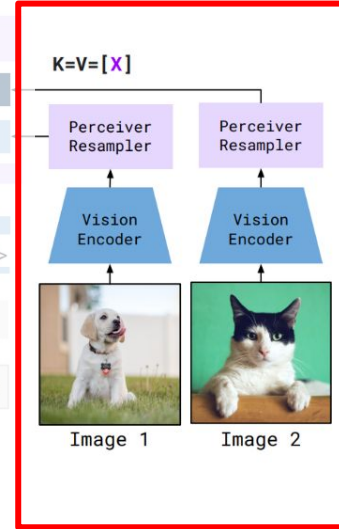 K=V=[X]
Perceiver Resampler
Perceiver Resampler
Vision Encoder
Vision Encoder
Image 1
Image 2
>